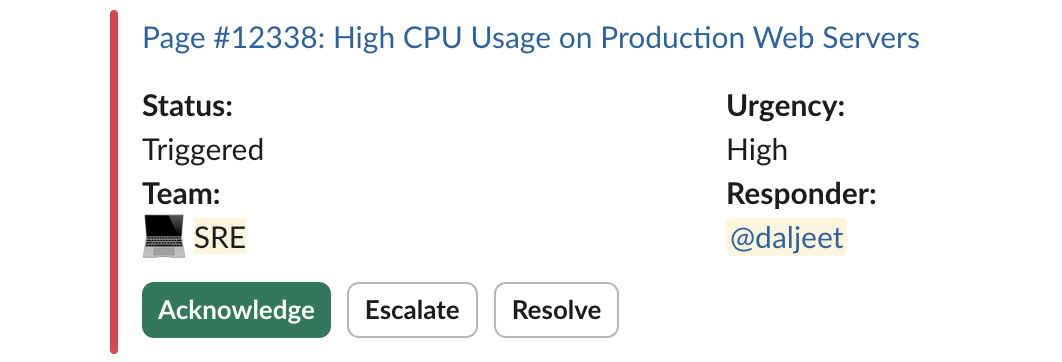 Page #12338: High CPU Usage on Production Web Servers
Status:
Triggered
Urgency:
High
Team:
SRE
Responder:
@daljeet
Acknowledge
Escalate
Resolve